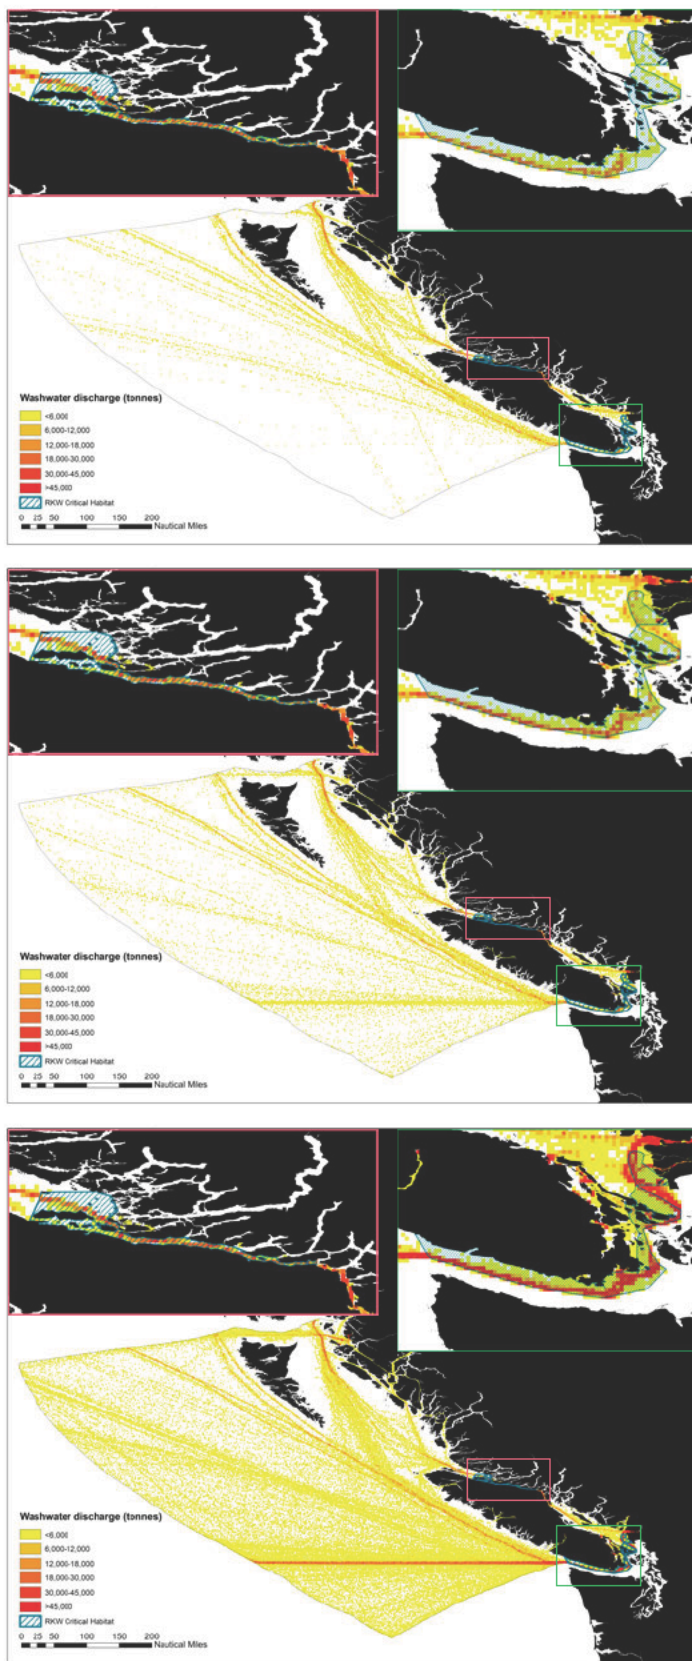 Washwater discharge (tonnes)
<6,000
6,000-12,000
12,000-18,000
18,000-30,000
30,000-45,000
>45,000
RKW Critical Habitat
0 25 50 100 150 200
Nautical Miles
Washwater discharge (tonnes)
<6,000
6,000-12,000
12,000-18,000
18,000-30,000
30,000-45,000
>45,000
RKW Critical Habitat
0 25 50 100 150 200
Nautical Miles
Washwater discharge (tonnes)
<6,000
6,000-12,000
12,000-18,000
18,000-30,000
30,000-45,000
>45,000
RKW Critical Habitat
0 25 50 100 150 200
Nautical Miles